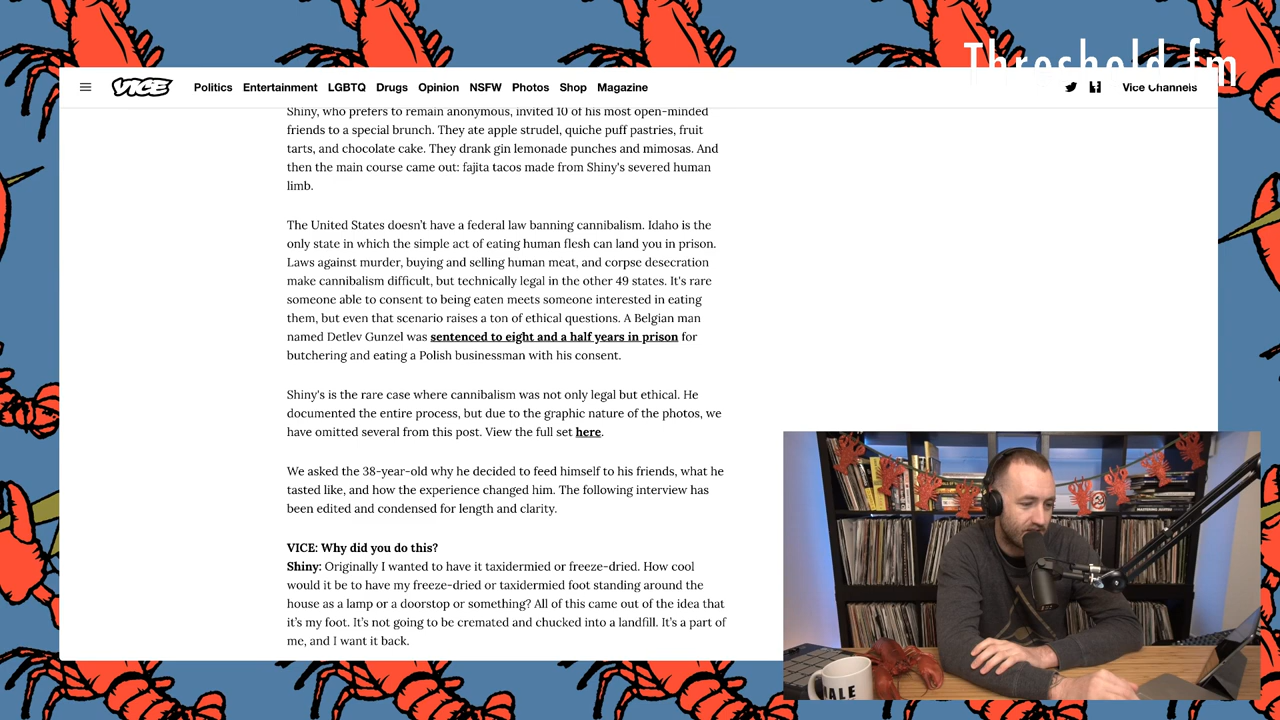 Threshold.fm
VICE Politics Entertainment LGBTQ Drugs Opinion NSFW Photos Shop Magazine Vice Channels
Shiny, who prefers to remain anonymous, invited 10 of his most open-minded
friends to a special brunch. They ate apple strudel, quiche puff pastries, fruit
tarts, and chocolate cake. They drank gin lemonade punches and mimosas. And
then the main course came out: fajita tacos made from Shiny's severed human
limb.
The United States doesn't have a federal law banning cannibalism. Idaho is the
only state in which the simple act of eating human flesh can land you in prison.
Laws against murder, buying and selling human meat, and corpse desecration
make cannibalism difficult, but technically legal in the other 49 states. It's rare
someone able to consent to being eaten meets someone interested in eating
them, but even that scenario raises a ton of ethical questions. A Belgian man
named Detlev Gunzel was sentenced to eight and a half years in prison for
butchering and eating a Polish businessman with his consent.
Shiny's is the rare case where cannibalism was not only legal but ethical. He
documented the entire process, but due to the graphic nature of the photos, we
have omitted several from this post. View the full set here.
We asked the 38-year-old why he decided to feed himself to his friends, what he
tasted like, and how the experience changed him. The following interview has
been edited and condensed for length and clarity.
VICE: Why did you do this?
Shiny: Originally I wanted to have it taxidermied or freeze-dried. How cool
would it be to have my freeze-dried or taxidermied foot standing around the
house as a lamp or a doorstop or something? All of this came out of the idea that
it's my foot. It's not going to be cremated and chucked into a landfill. It's a part of
me, and I want it back.